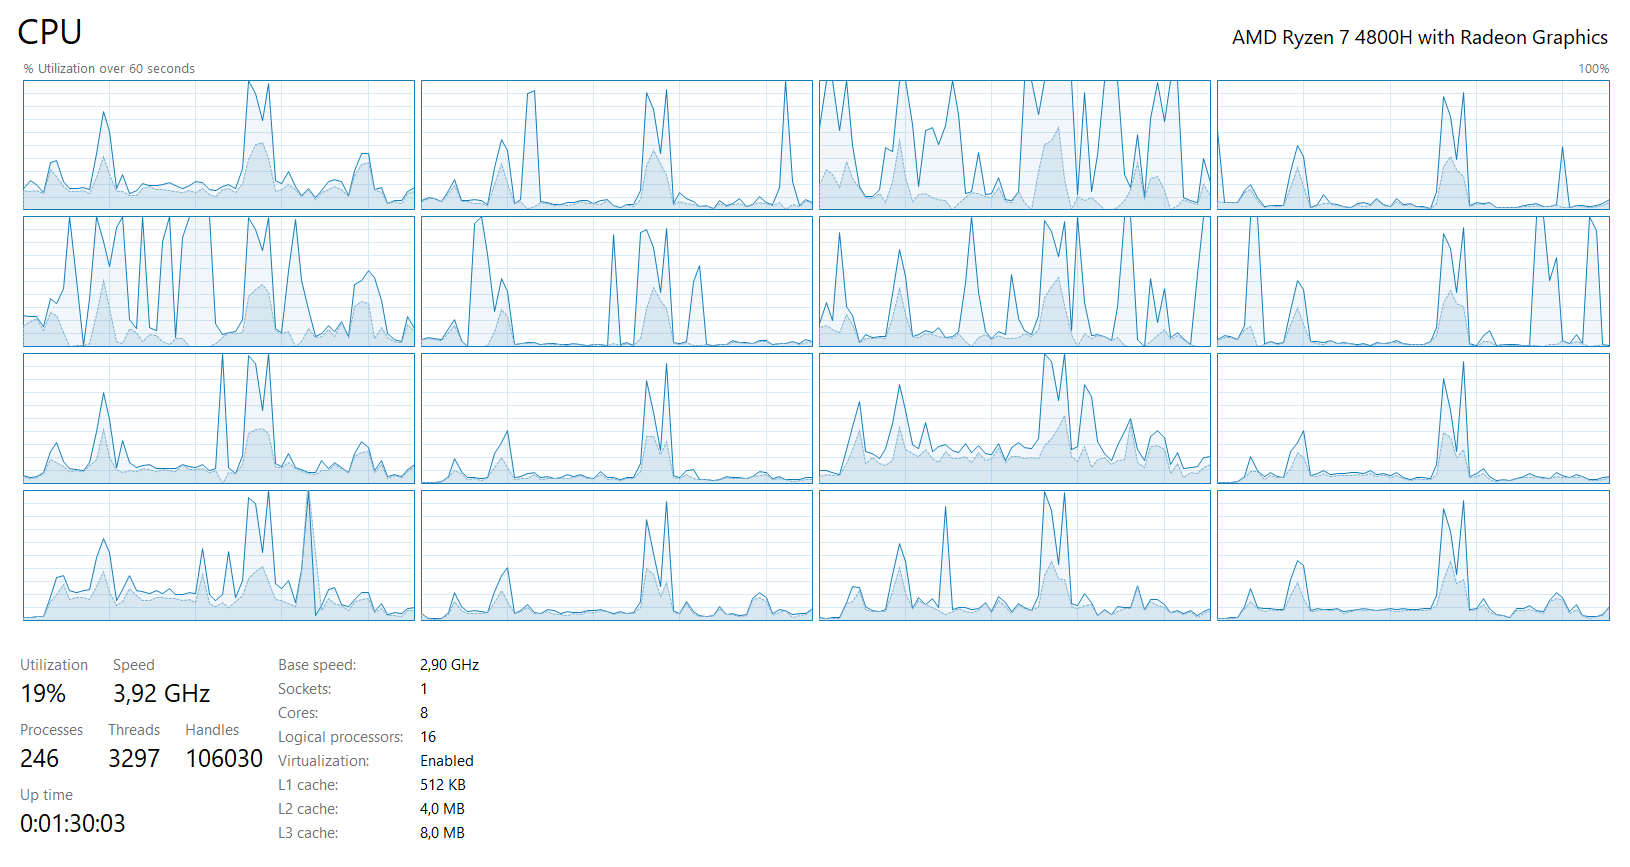 CPU
AMD Ryzen 7 4800H with Radeon Graphics
% Utilization over 60 seconds
100%
Utilization
Speed
19%
3,92 GHz
Processes
Threads
Handles
246
3297
106030
Up time
0:01:30:03
Base speed: 2,90 GHz
Sockets: 1
Cores: 8
Logical processors: 16
Virtualization: Enabled
L1 cache: 512 KB
L2 cache: 4,0 MB
L3 cache: 8,0 MB